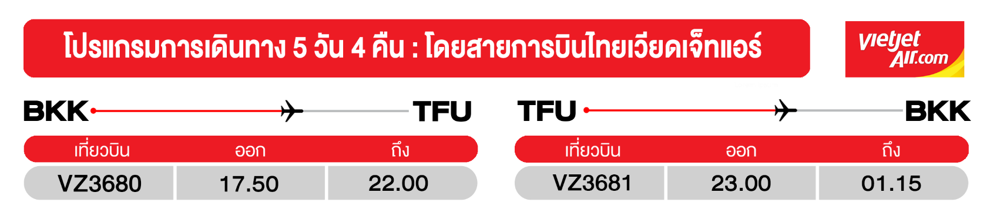 โปรแกรมการเดินทาง 5 วัน 4 คืน : โดยสายการบินไทยเวียดเจ็ทแอร์
vietjet
Air.com
BKK TFU
เที่ยวบิน ออก ถึง
VZ3680 17.50 22.00
TFU BKK
เที่ยวบิน ออก ถึง
VZ3681 23.00 01.15